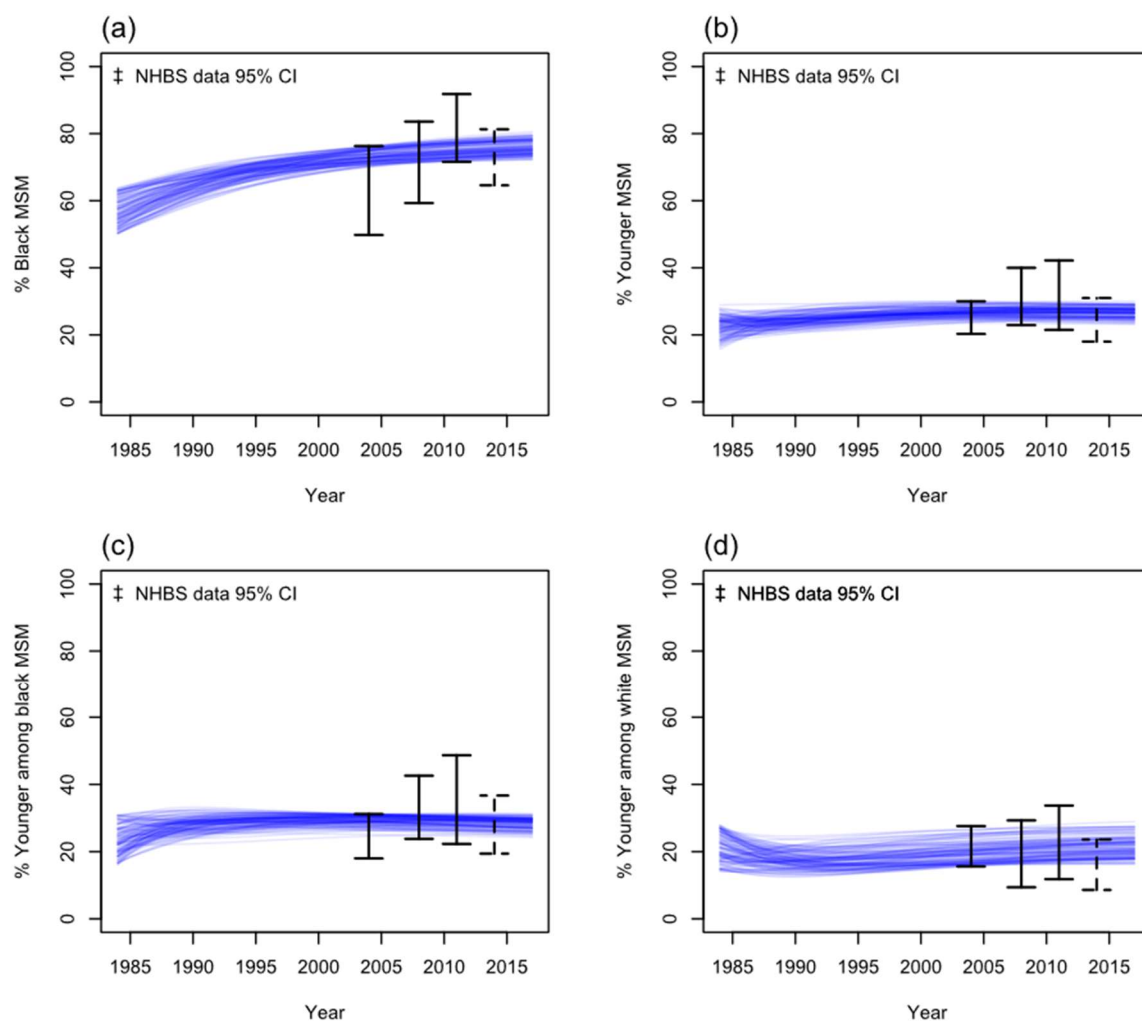 (a)
‡ NHBS data 95% CI
% Black MSM
100
80
60
40
20
0
1985 1990 1995 2000 2005 2010 2015
Year
(b)
‡ NHBS data 95% CI
% Younger MSM
100
80
60
40
20
0
1985 1990 1995 2000 2005 2010 2015
Year
(c)
‡ NHBS data 95% CI
% Younger among black MSM
100
80
60
40
20
0
1985 1990 1995 2000 2005 2010 2015
Year
(d)
‡ NHBS data 95% CI
% Younger among white MSM
100
80
60
40
20
0
1985 1990 1995 2000 2005 2010 2015
Year